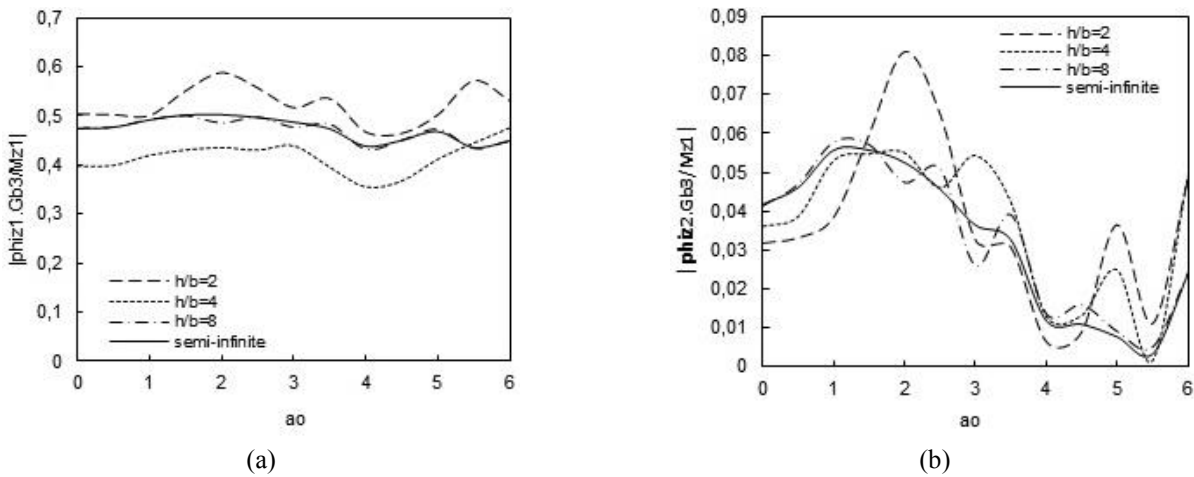 0,7
0,6
0,5
0,4
0,3
0,2
0,1
0
|phiz1.Gb3/Mz1|
h/b=2
h/b=4
h/b=8
semi-infinite
0 1 2 3 4 5 6
ao
(a)
0,09
0,08
0,07
0,06
0,05
0,04
0,03
0,02
0,01
0
| phiz2.Gb3/Mz1 |
h/b=2
h/b=4
h/b=8
semi-infinite
0 1 2 3 4 5 6
ao
(b)